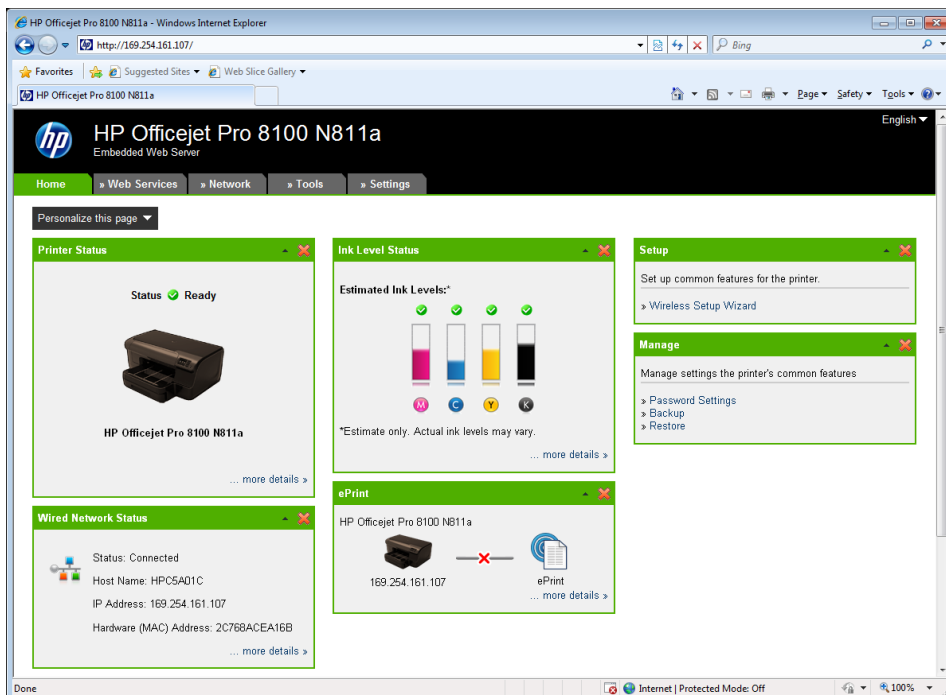 HP Officejet Pro 8100 N811a - Windows Internet Explorer
http://169.254.161.107/
Bing
Favorites
Suggested Sites
Web Slice Gallery
HP Officejet Pro 8100 N811a
Page
Safety
Tools
hp
HP Officejet Pro 8100 N811a
Embedded Web Server
English
Home
» Web Services
» Network
» Tools
» Settings
Personalize this page
Printer Status
Status Ready
HP Officejet Pro 8100 N811a
... more details »
Wired Network Status
Status: Connected
Host Name: HPC5A01C
IP Address: 169.254.161.107
Hardware (MAC) Address: 2C768ACEA16B
... more details »
Ink Level Status
Estimated Ink Levels:*
M C Y K
*Estimate only. Actual ink levels may vary.
... more details »
ePrint
HP Officejet Pro 8100 N811a
169.254.161.107
ePrint
... more details »
Setup
Set up common features for the printer.
» Wireless Setup Wizard
Manage
Manage settings the printer's common features
» Password Settings
» Backup
» Restore
Done
Internet | Protected Mode: Off
100%